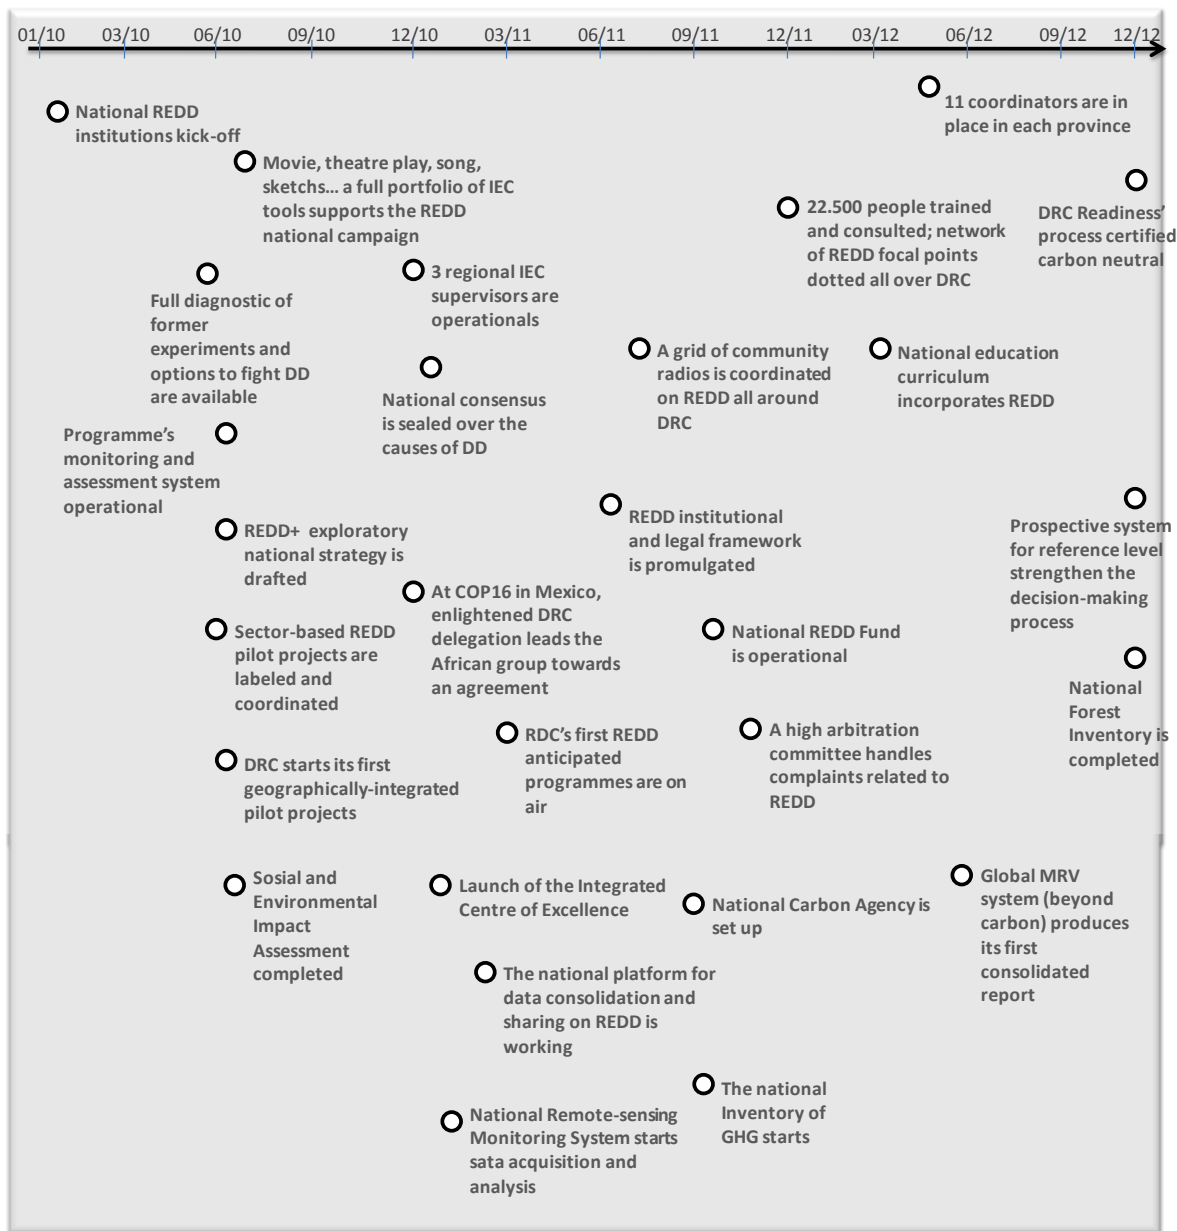 01/10 03/10 06/10 09/10 12/10 03/11 06/11 09/11 12/11 03/12 06/12 09/12 12/12
National REDD
institutions kick-off
Movie, theatre play, song,
sketchs... a full portfolio of IEC
tools supports the REDD
national campaign
11 coordinators are in
place in each province
22.500 people trained
and consulted; network
of REDD focal points
dotted all over DRC
DRC Readiness'
process certified
carbon neutral
Full diagnostic of
former
experiments and
options to fight DD
are available
3 regional IEC
supervisors are
operationals
National consensus
is sealed over the
causes of DD
A grid of community
radios is coordinated
on REDD all around
DRC
National education
curriculum
incorporates REDD
Programme's
monitoring and
assessment system
operational
REDD+ exploratory
national strategy is
drafted
REDD institutional
and legal framework
is promulgated
Prospective system
for reference level
strengthen the
decision-making
process
At COP16 in Mexico,
enlightened DRC
delegation leads the
African group towards
an agreement
Sector-based REDD
pilot projects are
labeled and
coordinated
National REDD Fund
is operational
National
Forest
Inventory is
completed
DRC starts its first
geographically-integrated
pilot projects
RDC's first REDD
anticipated
programmes are on
air
A high arbitration
committee handles
complaints related to
REDD
Sosial and
Environmental
Impact
Assessment
completed
Launch of the Integrated
Centre of Excellence
National Carbon Agency is
set up
Global MRV
system (beyond
carbon) produces
its first
consolidated
report
The national platform for
data consolidation and
sharing on REDD is
working
The national
Inventory of
GHG starts
National Remote-sensing
Monitoring System starts
sata acquisition and
analysis